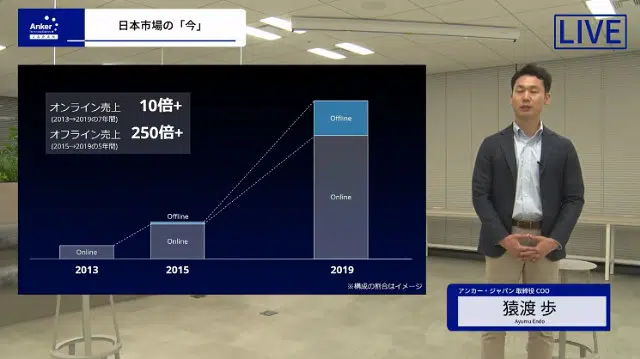 Anker
JAPAN
日本市場の「今」
LIVE
オンライン売上 10倍+
(2013→2019の7年間)
オフライン売上 250倍+
(2015→2019の5年間)
Offline
Offline
Online
Online
Online
2013
2015
2019
※構成の割合はイメージ
アンカー・ジャパン 取締役 COO
猿渡 歩
Ayumu Endo